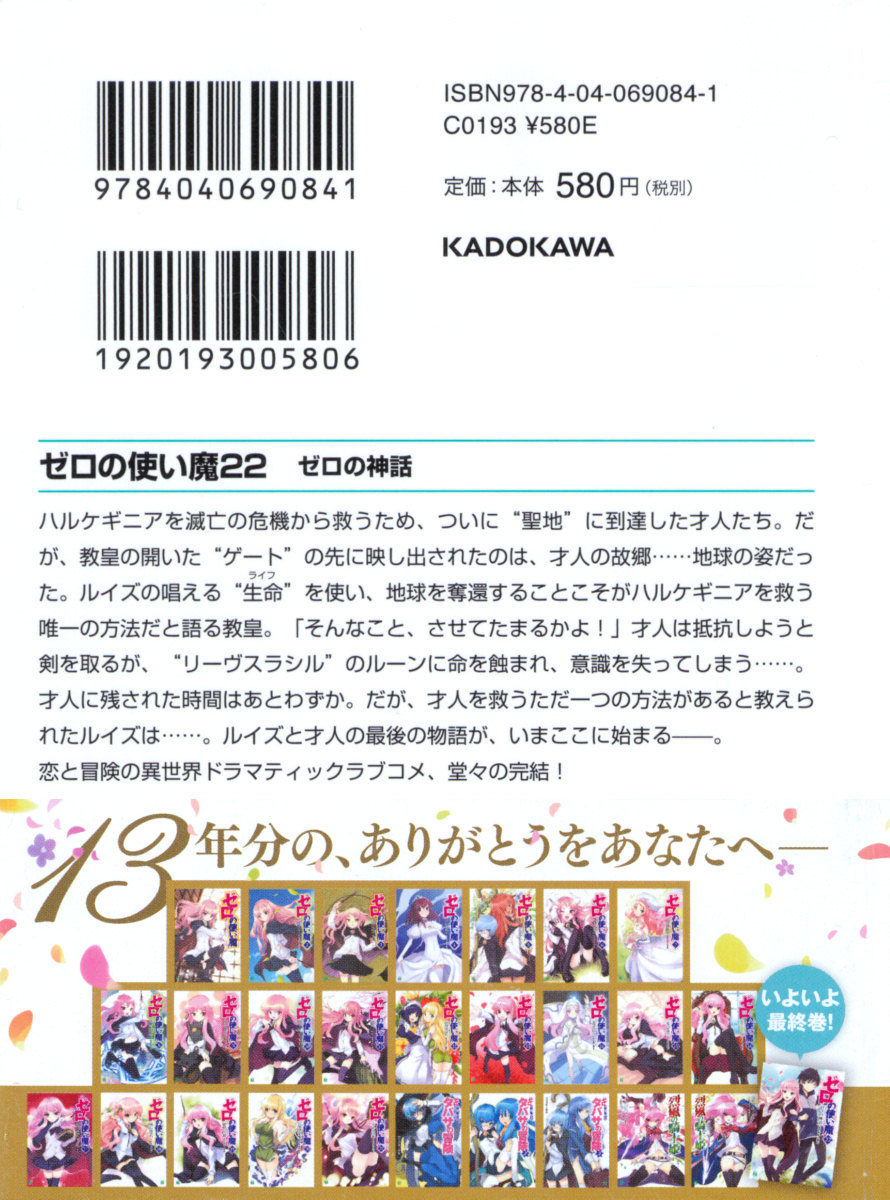 ISBN978-4-04-069084-1
C0193 ¥580E
9784040690841
定価:本体 580円(税別)
KADOKAWA
1920193005806
ゼロの使い魔22 ゼロの神話
ハルケギニアを滅亡の危機から救うため、ついに“聖地”に到達した才人たち。だ
が、教皇の開いた“ゲート”の先に映し出されたのは、才人の故郷……地球の姿だっ
ライフ
た。ルイズの唱える“生命”を使い、地球を奪還することこそがハルケギニアを救う
唯一の方法だと語る教皇。「そんなこと、させてたまるかよ!」才人は抵抗しようと
剣を取るが、“リーヴスラシル”のルーンに命を蝕まれ、意識を失ってしまう……。
才人に残された時間はあとわずか。だが、才人を救うただ一つの方法があると教えら
れたルイズは……。ルイズと才人の最後の物語が、いまここに始まる――。
恋と冒険の異世界ドラマティックラブコメ、堂々の完結!
13年分の、ありがとうをあなたへ―
いよいよ
最終巻!